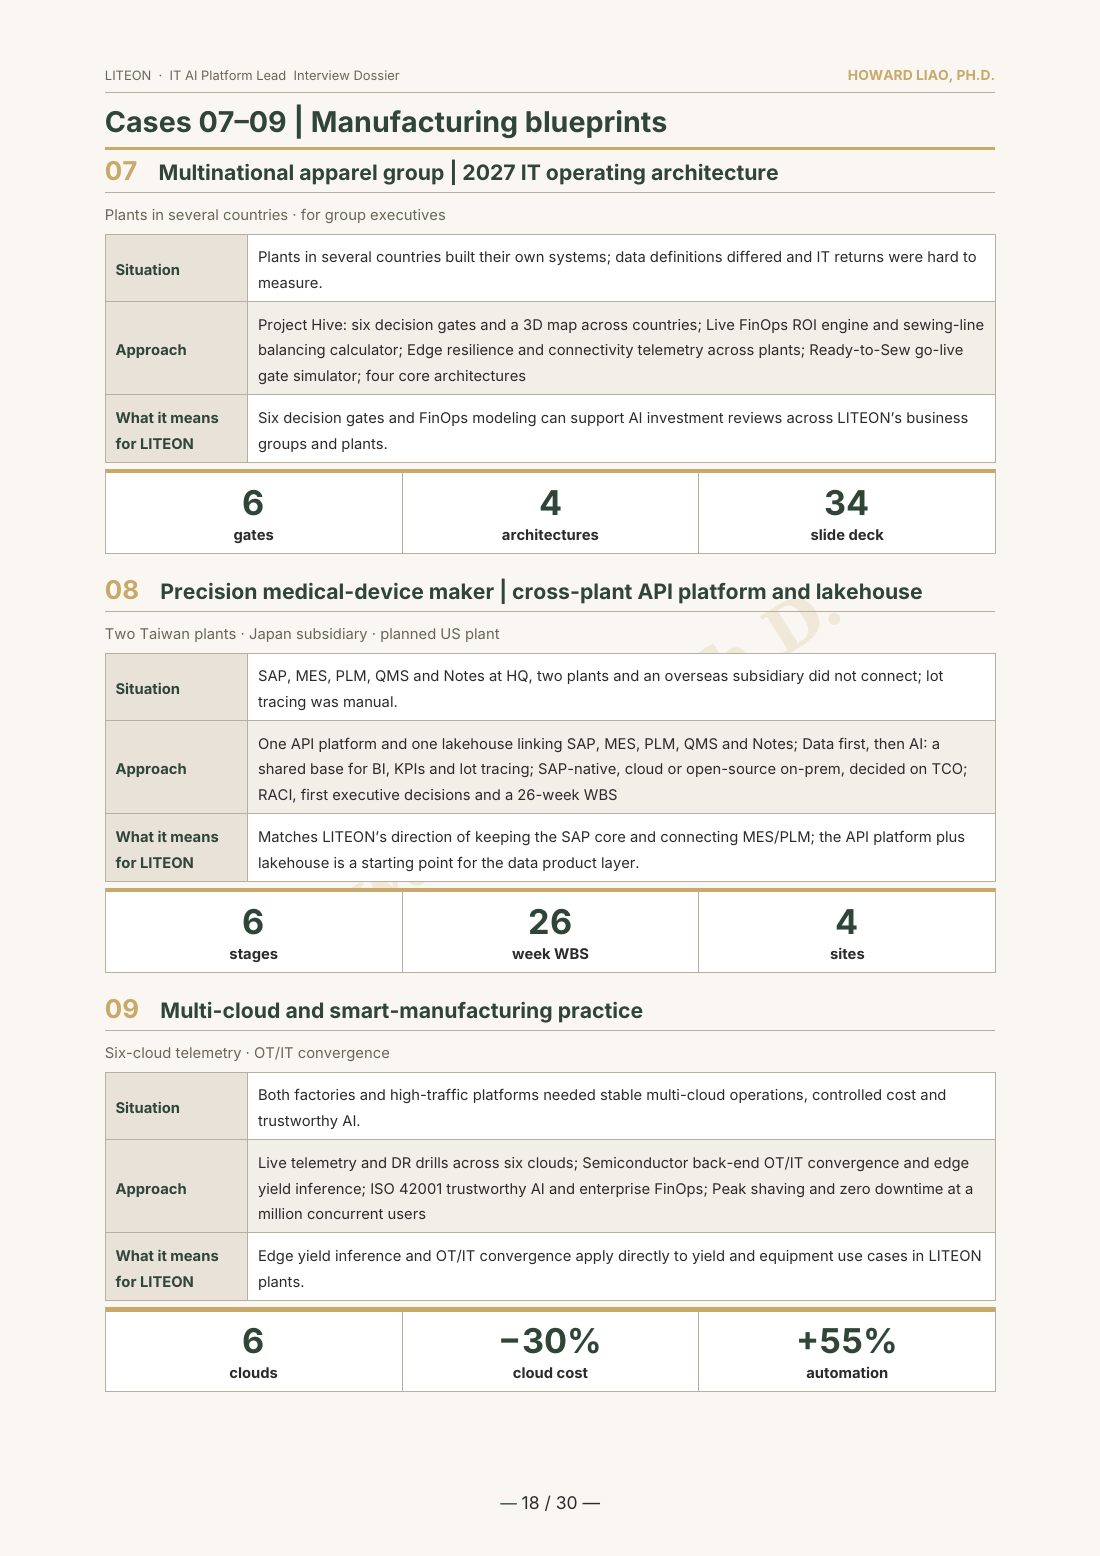 LITEON · IT AI Platform Lead Interview Dossier
HOWARD LIAO, PH.D.
Cases 07–09 | Manufacturing blueprints
07 Multinational apparel group | 2027 IT operating architecture
Plants in several countries · for group executives
Situation
Plants in several countries built their own systems; data definitions differed and IT returns were hard to
measure.
Approach
Project Hive: six decision gates and a 3D map across countries; Live FinOps ROI engine and sewing-line
balancing calculator; Edge resilience and connectivity telemetry across plants; Ready-to-Sew go-live
gate simulator; four core architectures
What it means
for LITEON
Six decision gates and FinOps modeling can support AI investment reviews across LITEON’s business
groups and plants.
6
gates
4
architectures
34
slide deck
08 Precision medical-device maker | cross-plant API platform and lakehouse
Two Taiwan plants · Japan subsidiary · planned US plant
Situation
SAP, MES, PLM, QMS and Notes at HQ, two plants and an overseas subsidiary did not connect; lot
tracing was manual.
Approach
One API platform and one lakehouse linking SAP, MES, PLM, QMS and Notes; Data first, then AI: a
shared base for BI, KPIs and lot tracing; SAP-native, cloud or open-source on-prem, decided on TCO;
RACI, first executive decisions and a 26-week WBS
What it means
for LITEON
Matches LITEON’s direction of keeping the SAP core and connecting MES/PLM; the API platform plus
lakehouse is a starting point for the data product layer.
6
stages
26
week WBS
4
sites
09 Multi-cloud and smart-manufacturing practice
Six-cloud telemetry · OT/IT convergence
Situation
Both factories and high-traffic platforms needed stable multi-cloud operations, controlled cost and
trustworthy AI.
Approach
Live telemetry and DR drills across six clouds; Semiconductor back-end OT/IT convergence and edge
yield inference; ISO 42001 trustworthy AI and enterprise FinOps; Peak shaving and zero downtime at a
million concurrent users
What it means
for LITEON
Edge yield inference and OT/IT convergence apply directly to yield and equipment use cases in LITEON
plants.
6
clouds
−30%
cloud cost
+55%
automation
— 18 / 30 —